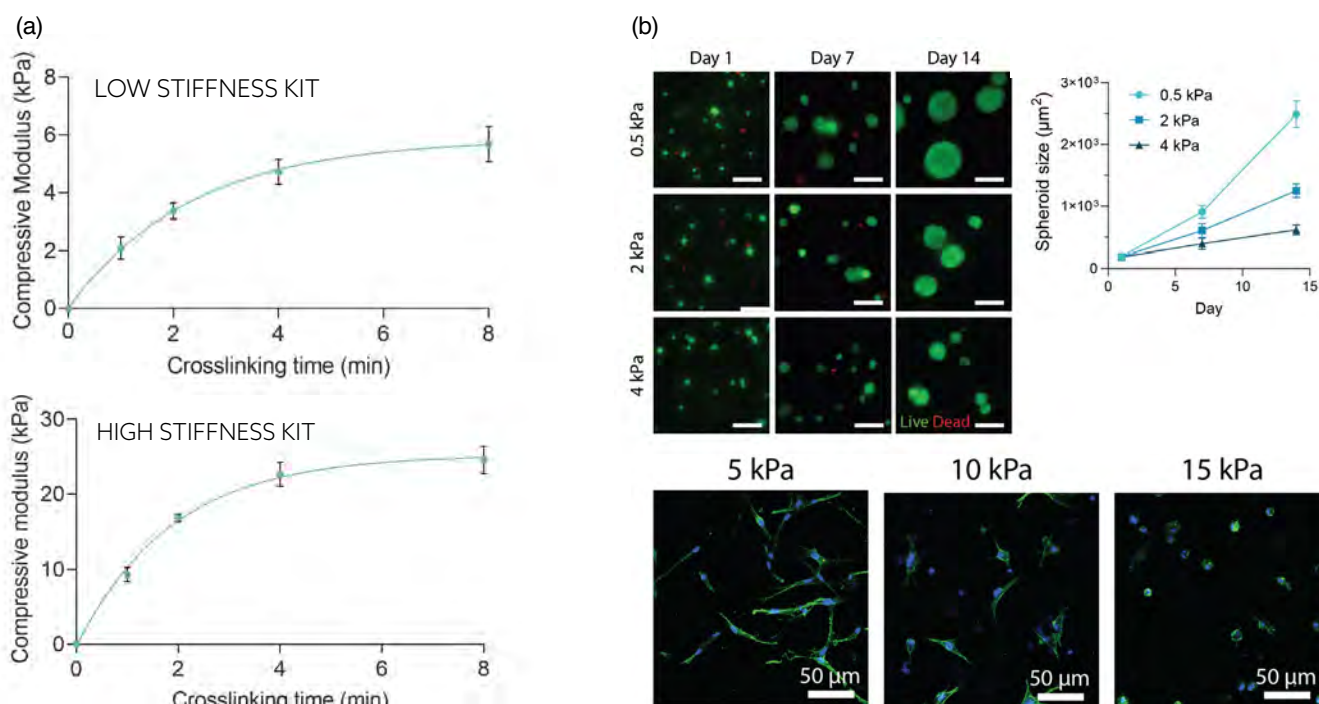 (a)
LOW STIFFNESS KIT
Compressive Modulus (kPa)
8
6
4
2
0
0 2 4 6 8
Crosslinking time (min)
HIGH STIFFNESS KIT
Compressive modulus (kPa)
30
20
10
0
0 2 4 6 8
Crosslinking time (min)
(b)
Day 1 Day 7 Day 14
0.5 kPa
2 kPa
4 kPa
Live Dead
Spheroid size (µm²)
3×10³
2×10³
1×10³
0
0 5 10 15
Day
0.5 kPa
2 kPa
4 kPa
5 kPa 10 kPa 15 kPa
50 µm 50 µm 50 µm